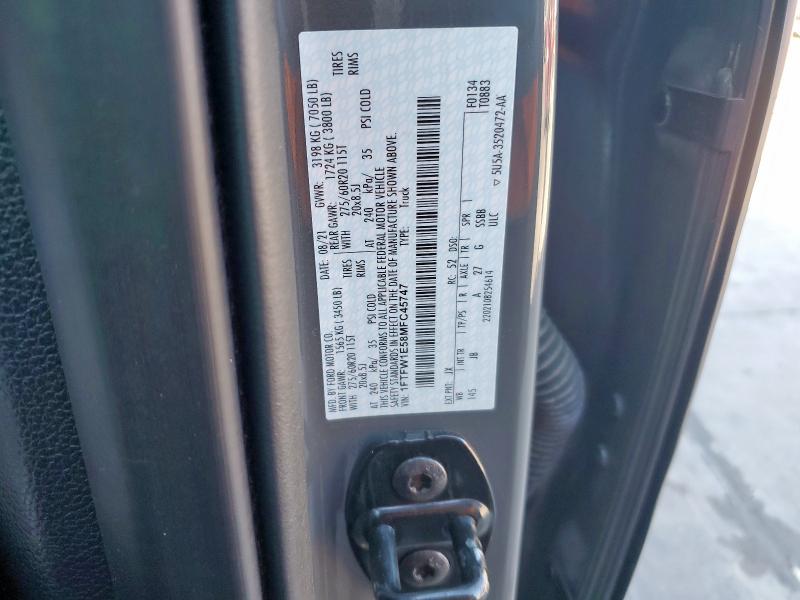 MFD. BY FORD MOTOR CO.
DATE: 08/21
GVWR: 3198 KG ( 7050 LB)
FRONT GAWR: 1565 KG ( 3450 LB)
REAR GAWR: 1724 KG ( 3800 LB)
WITH 275/60R20 115T TIRES
WITH 275/60R20 115T TIRES
20x8.5J RIMS
20x8.5J RIMS
AT 240 kPa/ 35 PSI COLD
AT 240 kPa/ 35 PSI COLD
THIS VEHICLE CONFORMS TO ALL APPLICABLE FEDERAL MOTOR VEHICLE
SAFETY STANDARDS IN EFFECT ON THE DATE OF MANUFACTURE SHOWN ABOVE.
VIN: 1FTFW1E58MFC45747
TYPE: Truck
EXT PNT: JX RC: 52 DSO: F0134
T0883
WB INT TR TP/PS R AXLE TR SPR
145 JB A 27 G SSBB
ULC
2202108254614
▽ 5U5A-3520472-AA